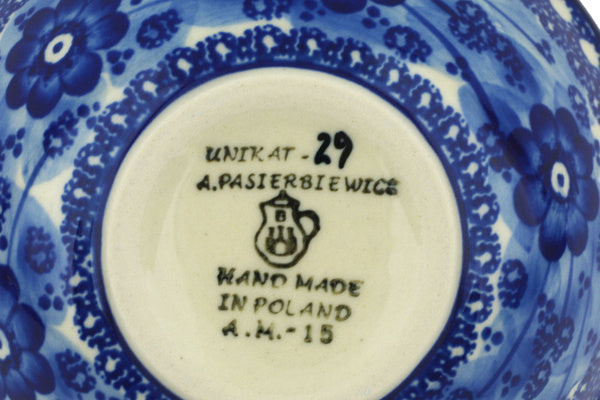 UNIKAT - 29
A. PASIERBIEWICZ
B
HAND MADE
IN POLAND
A.M.-15